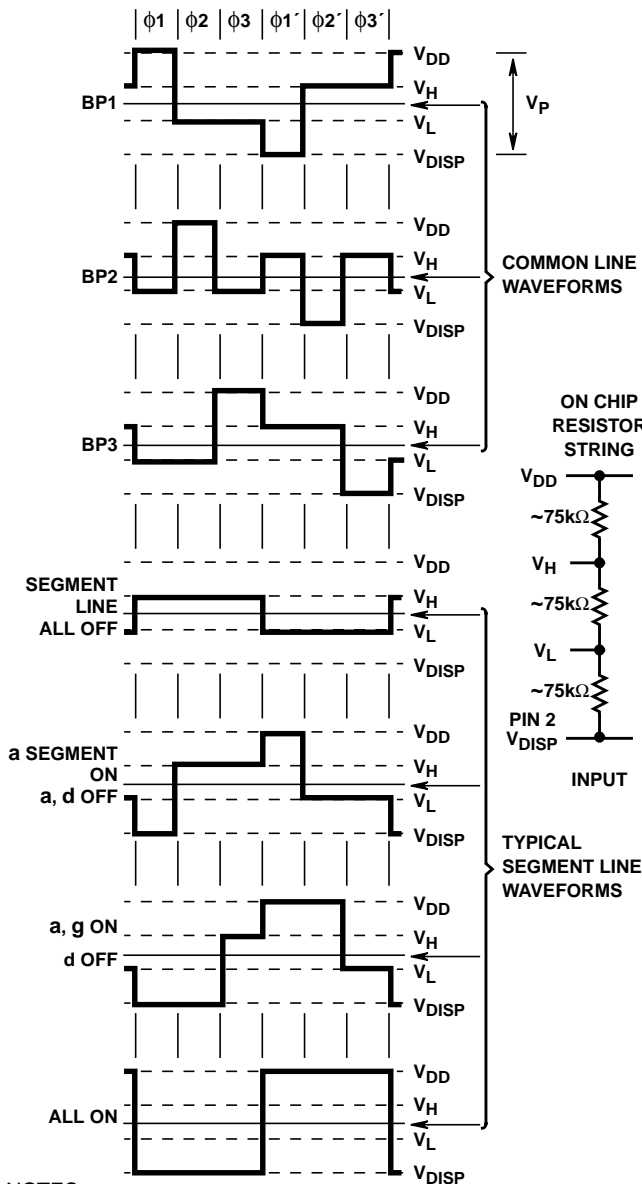 ϕ1 ϕ2 ϕ3 ϕ1´ ϕ2´ ϕ3´
BP1
VDD
VH
VL
VDISP
VP
BP2
VDD
VH
VL
VDISP
COMMON LINE
WAVEFORMS
BP3
VDD
VH
VL
VDISP
ON CHIP
RESISTOR
STRING
VDD
~75kΩ
VH
~75kΩ
VL
~75kΩ
PIN 2
VDISP
INPUT
SEGMENT
LINE
ALL OFF
VDD
VH
VL
VDISP
a SEGMENT
ON
a, d OFF
VDD
VH
VL
VDISP
TYPICAL
SEGMENT LINE
WAVEFORMS
a, g ON
d OFF
VDD
VH
VL
VDISP
ALL ON
VDD
VH
VL
VDISP